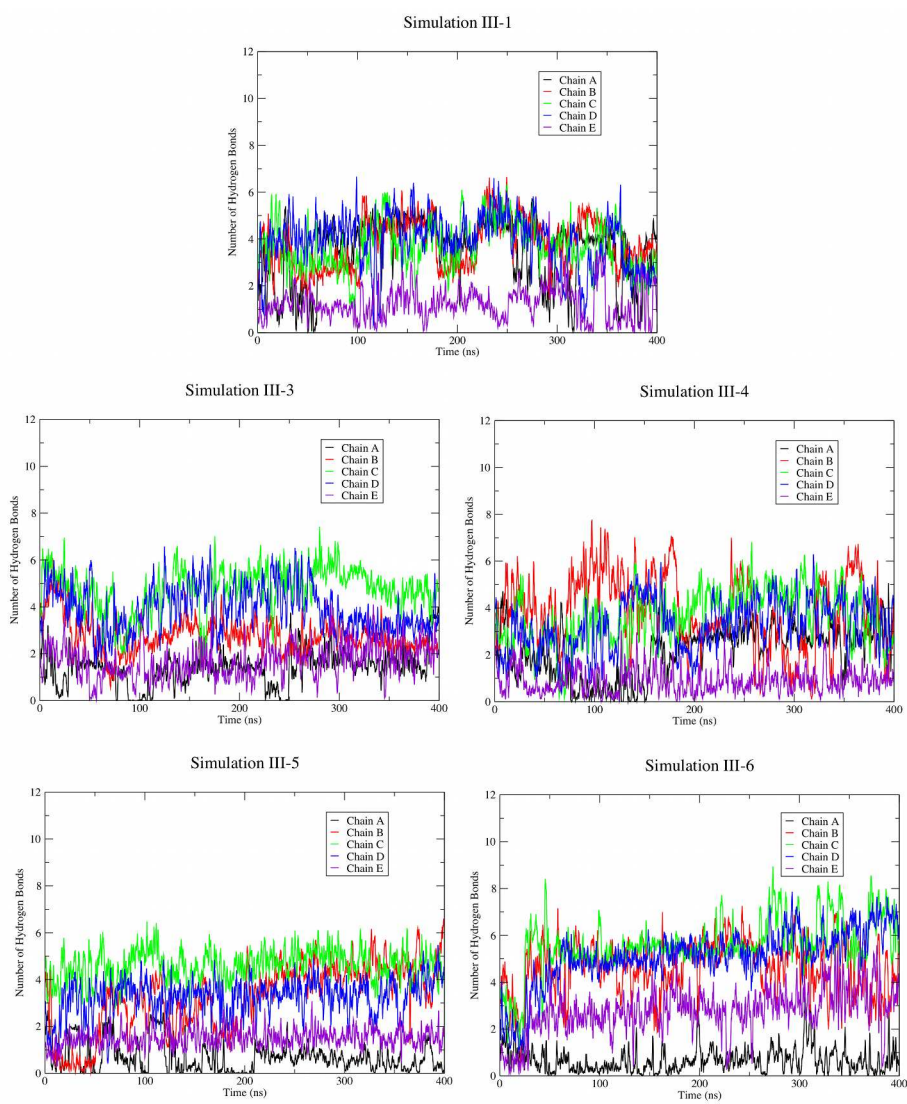 Simulation III-1
12
10
8
6
4
2
0
Number of Hydrogen Bonds
Chain A
Chain B
Chain C
Chain D
Chain E
0 100 200 300 400
Time (ns)
Simulation III-3
12
10
8
6
4
2
0
Number of Hydrogen Bonds
Chain A
Chain B
Chain C
Chain D
Chain E
0 100 200 300 400
Time (ns)
Simulation III-4
12
10
8
6
4
2
0
Number of Hydrogen Bonds
Chain A
Chain B
Chain C
Chain D
Chain E
0 100 200 300 400
Time (ns)
Simulation III-5
12
10
8
6
4
2
0
Number of Hydrogen Bonds
Chain A
Chain B
Chain C
Chain D
Chain E
0 100 200 300 400
Time (ns)
Simulation III-6
12
10
8
6
4
2
0
Number of Hydrogen Bonds
Chain A
Chain B
Chain C
Chain D
Chain E
0 100 200 300 400
Time (ns)